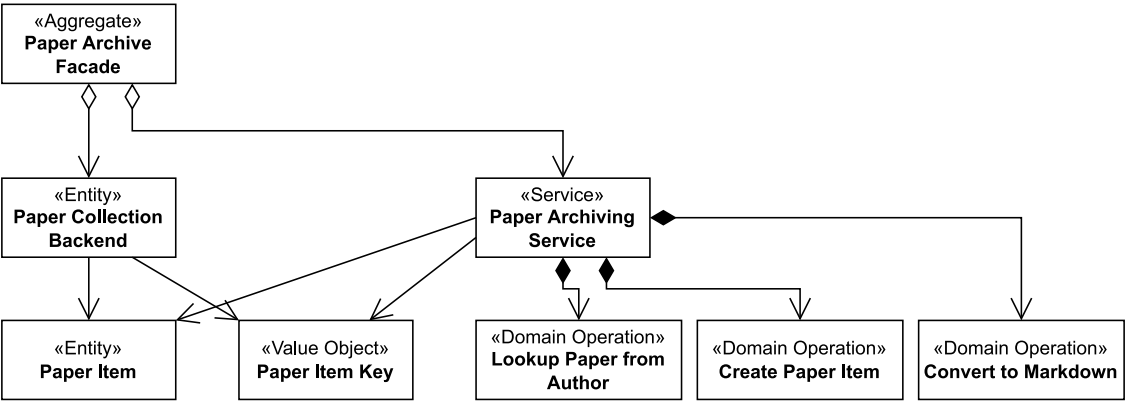 «Aggregate»
Paper Archive
Facade
«Entity»
Paper Collection
Backend
«Service»
Paper Archiving
Service
«Entity»
Paper Item
«Value Object»
Paper Item Key
«Domain Operation»
Lookup Paper from
Author
«Domain Operation»
Create Paper Item
«Domain Operation»
Convert to Markdown